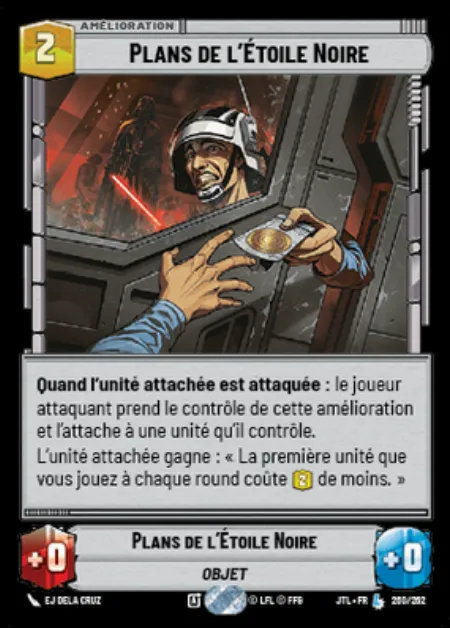 AMÉLIORATION
2
PLANS DE L'ÉTOILE NOIRE
Quand l'unité attachée est attaquée : le joueur
attaquant prend le contrôle de cette amélioration
et l'attache à une unité qu'il contrôle.
L'unité attachée gagne : « La première unité que
vous jouez à chaque round coûte 2 de moins. »
+0
PLANS DE L'ÉTOILE NOIRE
+0
OBJET
EJ DELA CRUZ
© LFL © FFG
JTL • FR